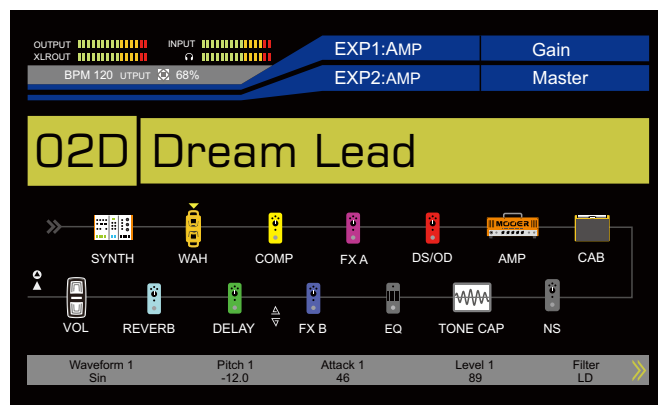 OUTPUT INPUT EXP1:AMP Gain
XLROUT
BPM 120 UTPUT 68% EXP2:AMP Master
02D Dream Lead
MOOER
SYNTH WAH COMP FX A DS/OD AMP CAB
VOL REVERB DELAY FX B EQ TONE CAP NS
Waveform 1 Pitch 1 Attack 1 Level 1 Filter
Sin -12.0 46 89 LD